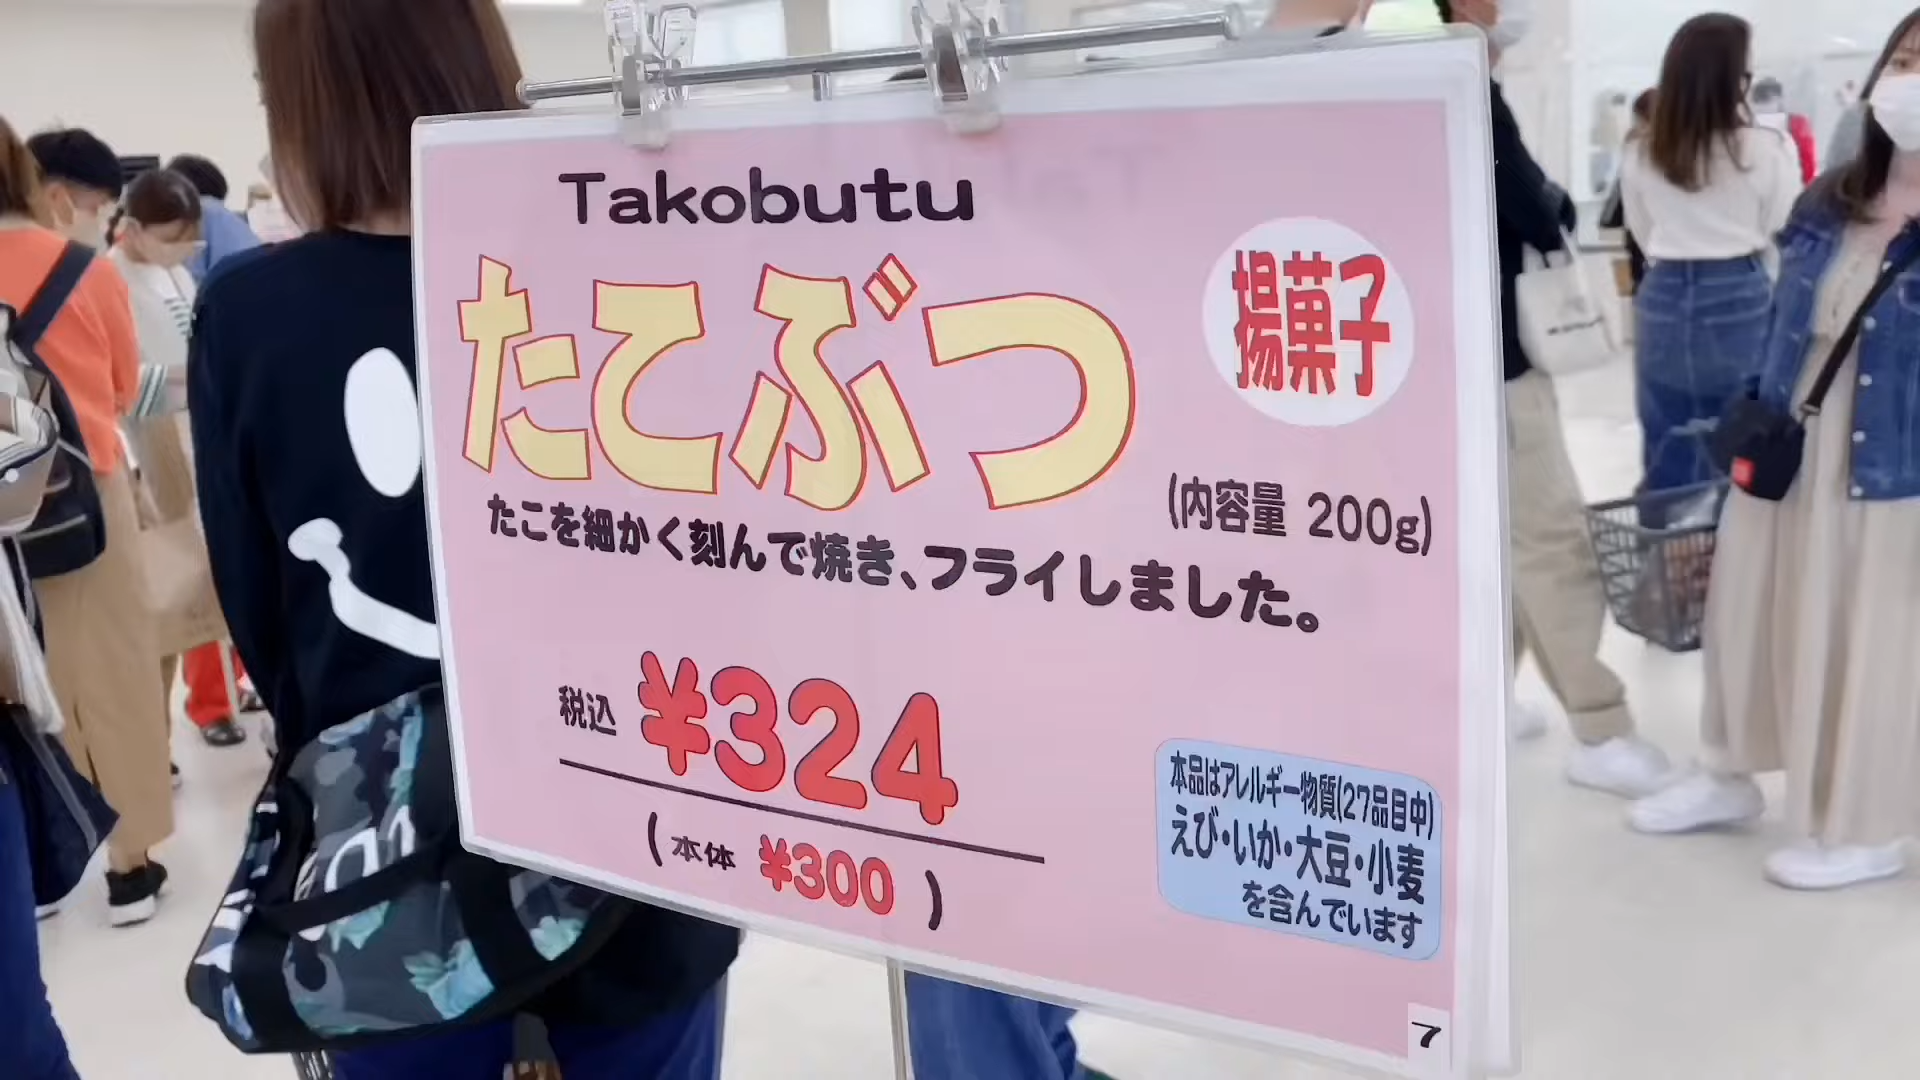 Takobutu
たこぶつ
揚菓子
(内容量 200g)
たこを細かく刻んで焼き、フライしました。
税込 ¥324
(本体 ¥300)
本品はアレルギー物質(27品目中)
えび・いか・大豆・小麦
を含んでいます
7